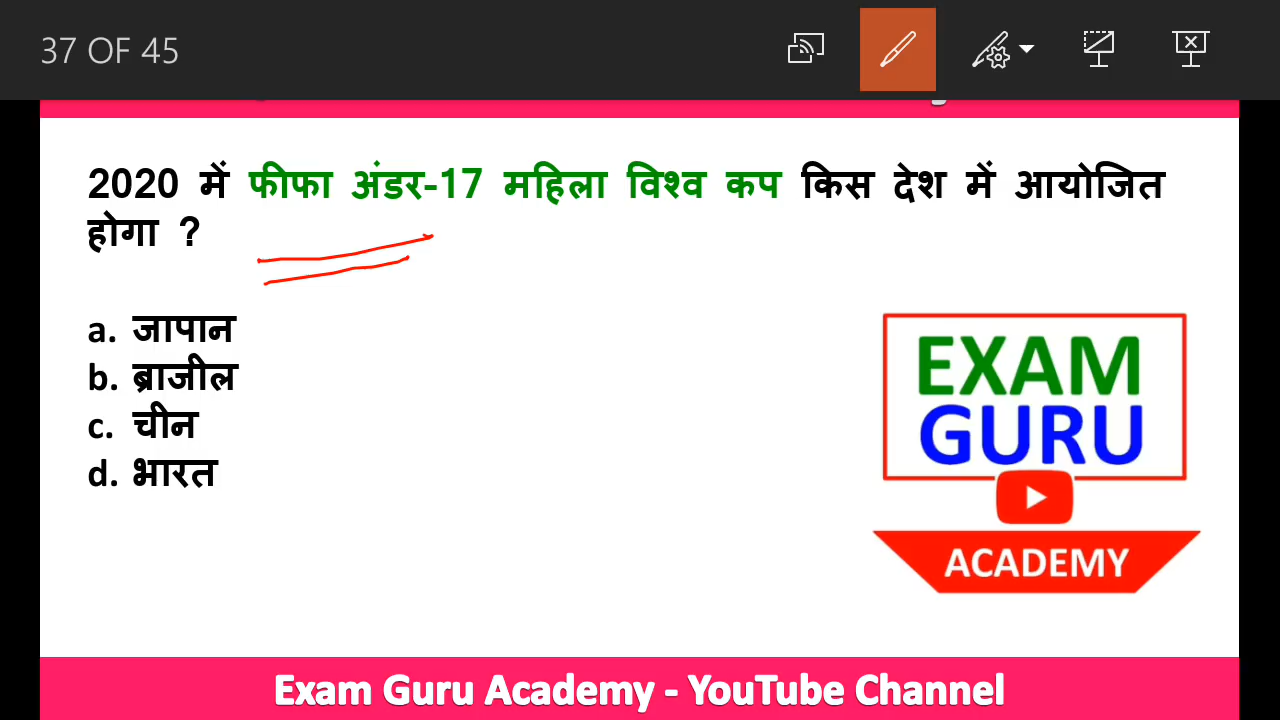 37 OF 45
2020 में फीफा अंडर-17 महिला विश्व कप किस देश में आयोजित
होगा ?
a. जापान
b. ब्राजील
c. चीन
d. भारत
EXAM
GURU
ACADEMY
Exam Guru Academy - YouTube Channel